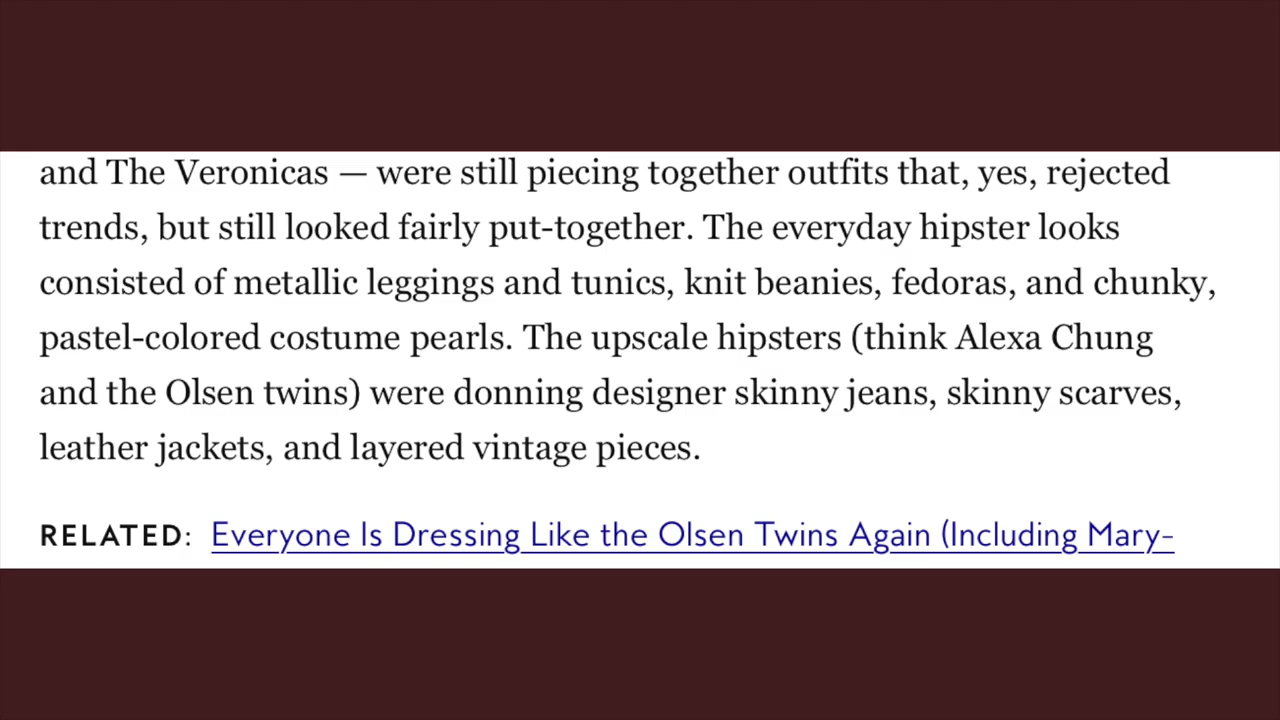 and The Veronicas — were still piecing together outfits that, yes, rejected
trends, but still looked fairly put-together. The everyday hipster looks
consisted of metallic leggings and tunics, knit beanies, fedoras, and chunky,
pastel-colored costume pearls. The upscale hipsters (think Alexa Chung
and the Olsen twins) were donning designer skinny jeans, skinny scarves,
leather jackets, and layered vintage pieces.
RELATED: Everyone Is Dressing Like the Olsen Twins Again (Including Mary-